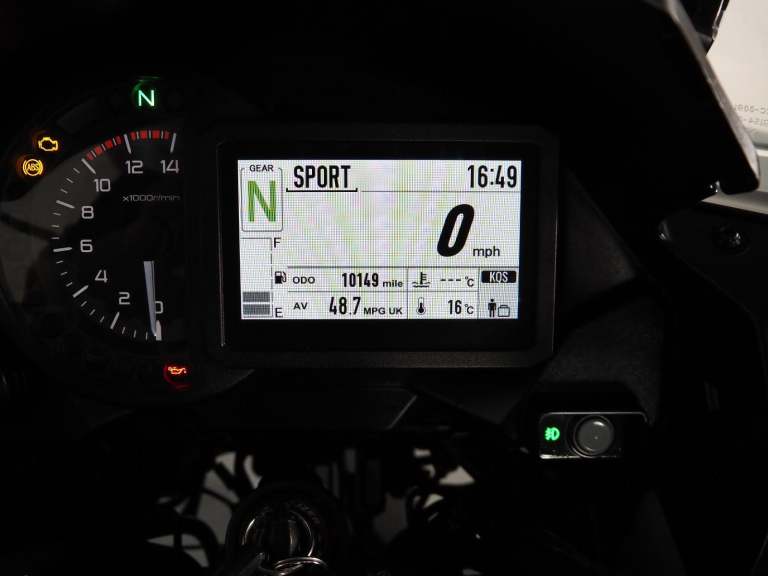 N
ABS
12 14
10
x1000r/min
8
6
4
2
0
GEAR
N
SPORT 16:49
0 mph
F
ODO 10149 mile --- °C KQS
E
AV 48.7 MPG UK 16 °C